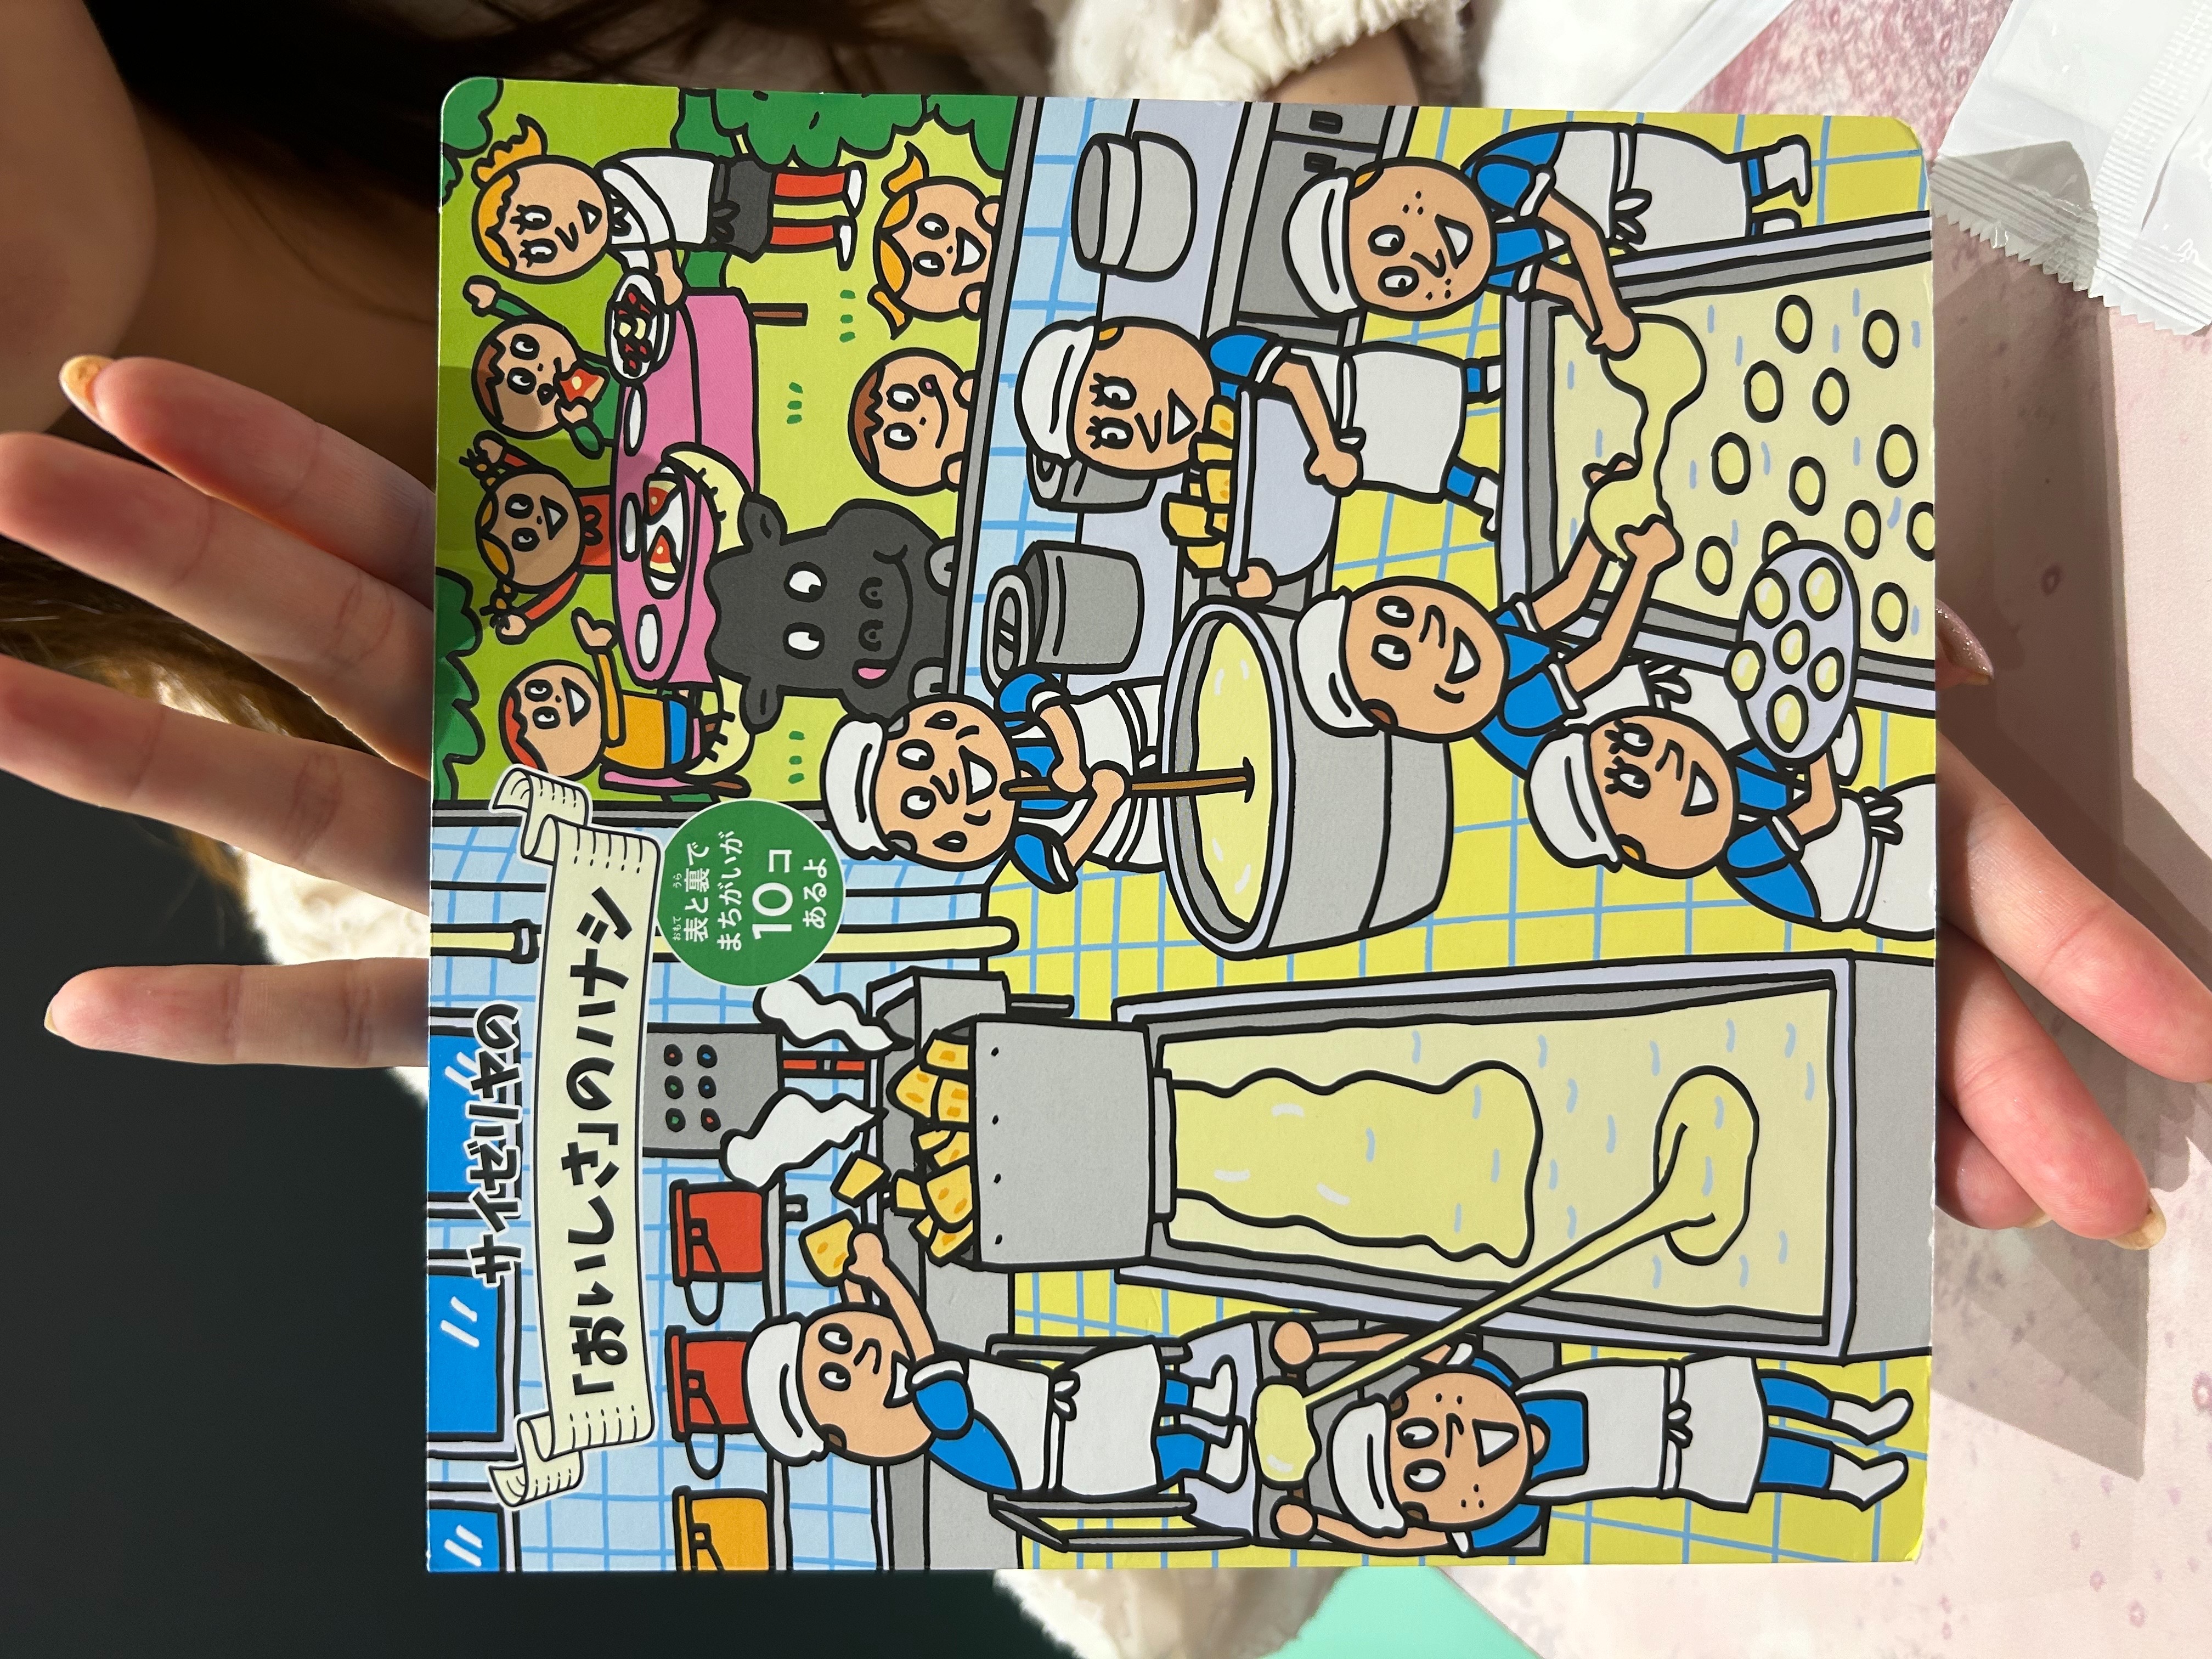 サイゼリヤの
「おいしさ」のハナシ
おもて うら
表と裏で
まちがいが
10コ
あるよ